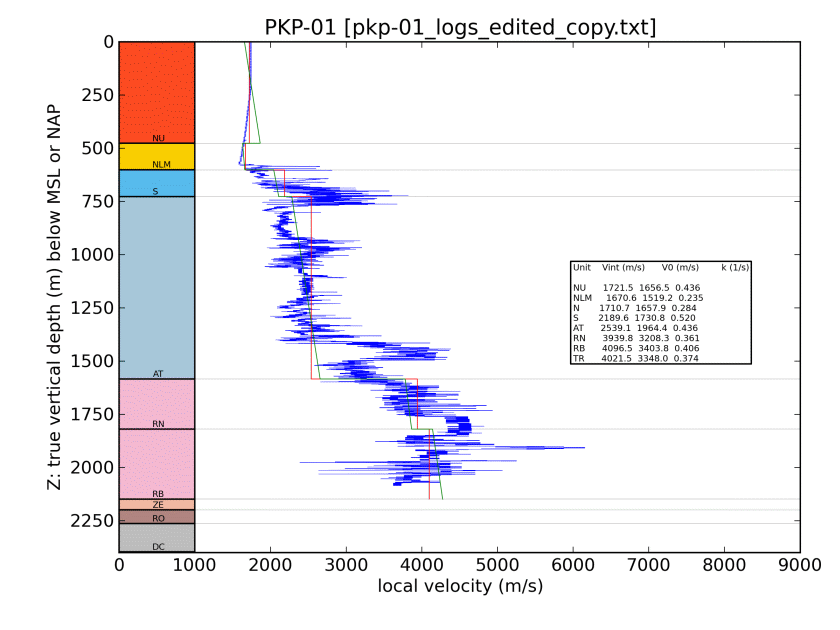 PKP-01 [pkp-01_logs_edited_copy.txt]
Z: true vertical depth (m) below MSL or NAP
0
250
500
750
1000
1250
1500
1750
2000
2250
NU
NLM
S
AT
RN
RB
ZE
RO
DC
Unit Vint (m/s) V0 (m/s) k (1/s)
NU 1721.5 1656.5 0.436
NLM 1670.6 1519.2 0.235
N 1710.7 1657.9 0.284
S 2189.6 1730.8 0.520
AT 2539.1 1964.4 0.436
RN 3939.8 3208.3 0.361
RB 4096.5 3403.8 0.406
TR 4021.5 3348.0 0.374
0 1000 2000 3000 4000 5000 6000 7000 8000 9000
local velocity (m/s)